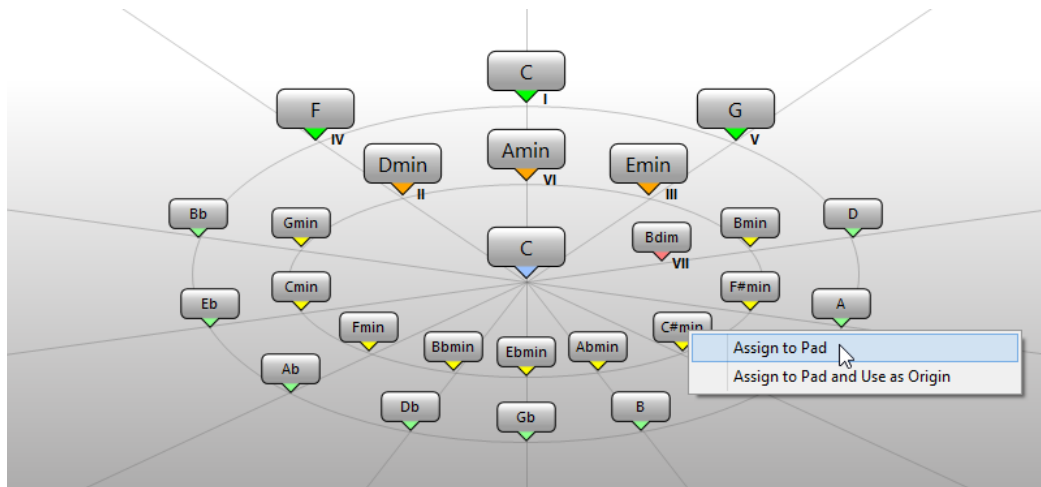 C
I
F
IV
G
V
Amin
VI
Dmin
II
Emin
III
Bb
Gmin
Bmin
D
C
Bdim
VII
Cmin
F#min
Eb
A
Fmin
C#min
Bbmin
Ebmin
Abmin
Assign to Pad
Assign to Pad and Use as Origin
Ab
Db
Gb
B